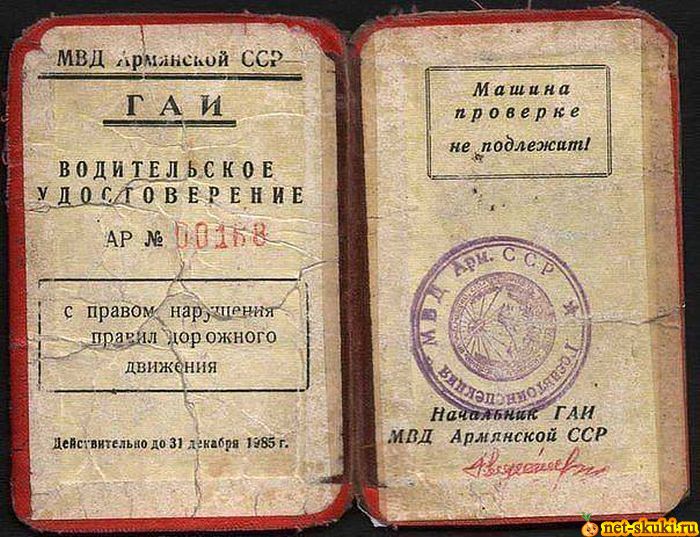 МВД Армянской ССР
ГАИ
ВОДИТЕЛЬСКОЕ
УДОСТОВЕРЕНИЕ
АР № 00168
с правом нарушения
правил дорожного
движения
Действительно до 31 декабря 1985 г.
Машина
проверке
не подлежит!
МВД Арм. ССР ★ Госавтоинспекция
Начальник ГАИ
МВД Армянской ССР
net-skuki.ru